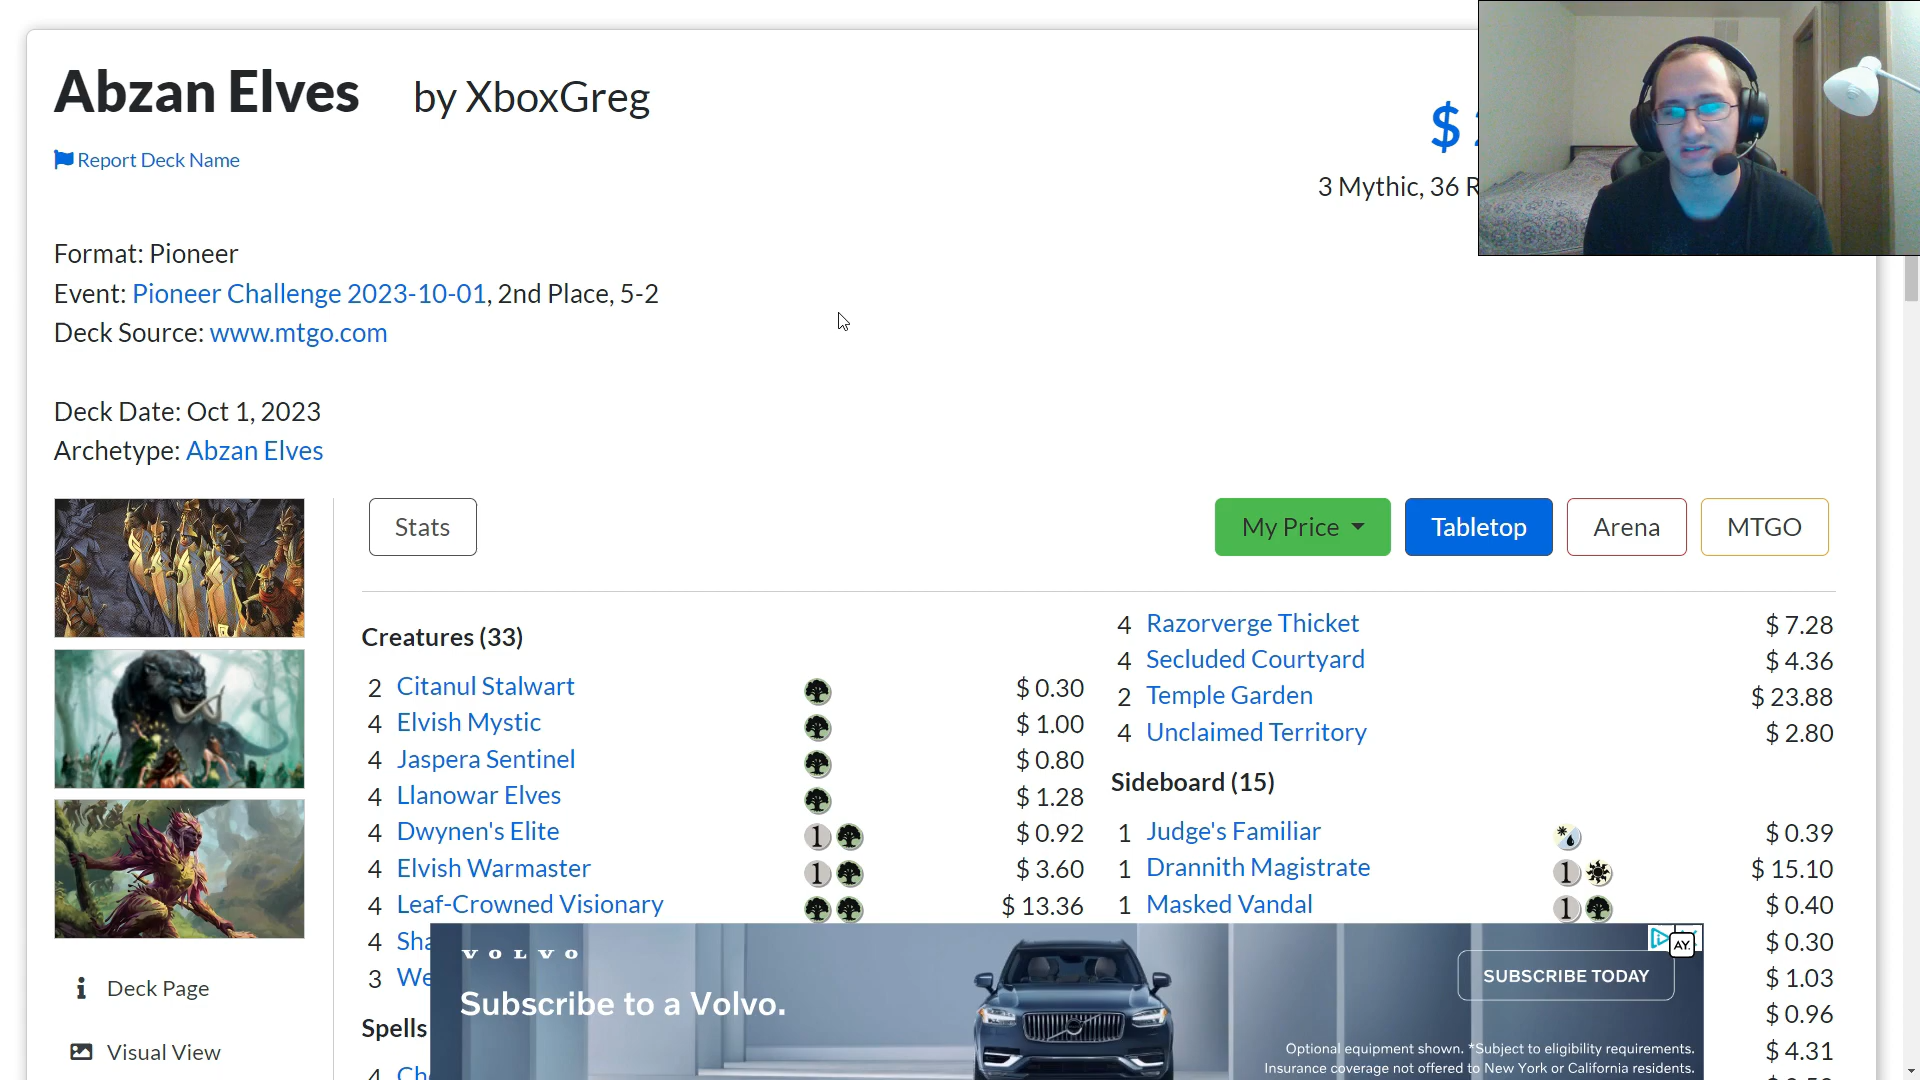 Abzan Elves by XboxGreg
Report Deck Name
$
3 Mythic, 36 R
Format: Pioneer
Event: Pioneer Challenge 2023-10-01, 2nd Place, 5-2
Deck Source: www.mtgo.com
Deck Date: Oct 1, 2023
Archetype: Abzan Elves
Stats
My Price
Tabletop
Arena
MTGO
Creatures (33)
2 Citanul Stalwart $ 0.30
4 Elvish Mystic $ 1.00
4 Jaspera Sentinel $ 0.80
4 Llanowar Elves $ 1.28
4 Dwynen's Elite 1 $ 0.92
4 Elvish Warmaster 1 $ 3.60
4 Leaf-Crowned Visionary $ 13.36
4 Sha
3 We
Spells
4 Ch
4 Razorverge Thicket $ 7.28
4 Secluded Courtyard $ 4.36
2 Temple Garden $ 23.88
4 Unclaimed Territory $ 2.80
Sideboard (15)
1 Judge's Familiar $ 0.39
1 Drannith Magistrate 1 $ 15.10
1 Masked Vandal 1 $ 0.40
$ 0.30
$ 1.03
$ 0.96
$ 4.31
Deck Page
Visual View
VOLVO
Subscribe to a Volvo.
SUBSCRIBE TODAY
AY.
Optional equipment shown. *Subject to eligibility requirements.
Insurance coverage not offered to New York or California residents.